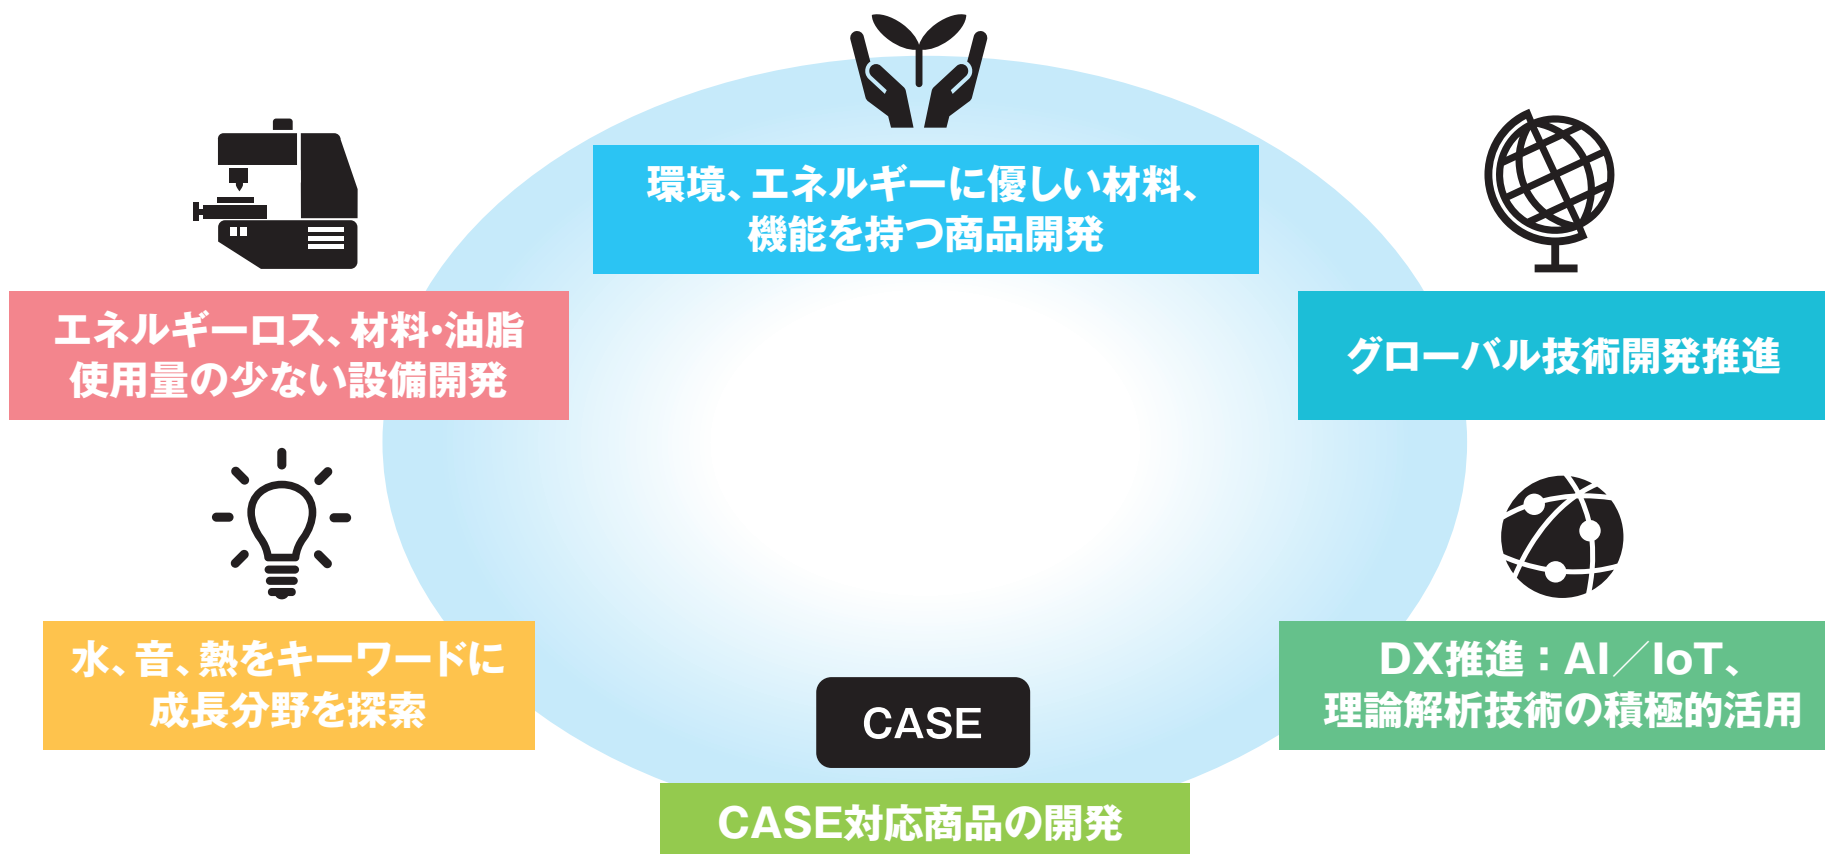 環境、エネルギーに優しい材料、
機能を持つ商品開発
エネルギーロス、材料・油脂
使用量の少ない設備開発
グローバル技術開発推進
水、音、熱をキーワードに
成長分野を探索
DX推進：AI／IoT、
理論解析技術の積極的活用
CASE
CASE対応商品の開発